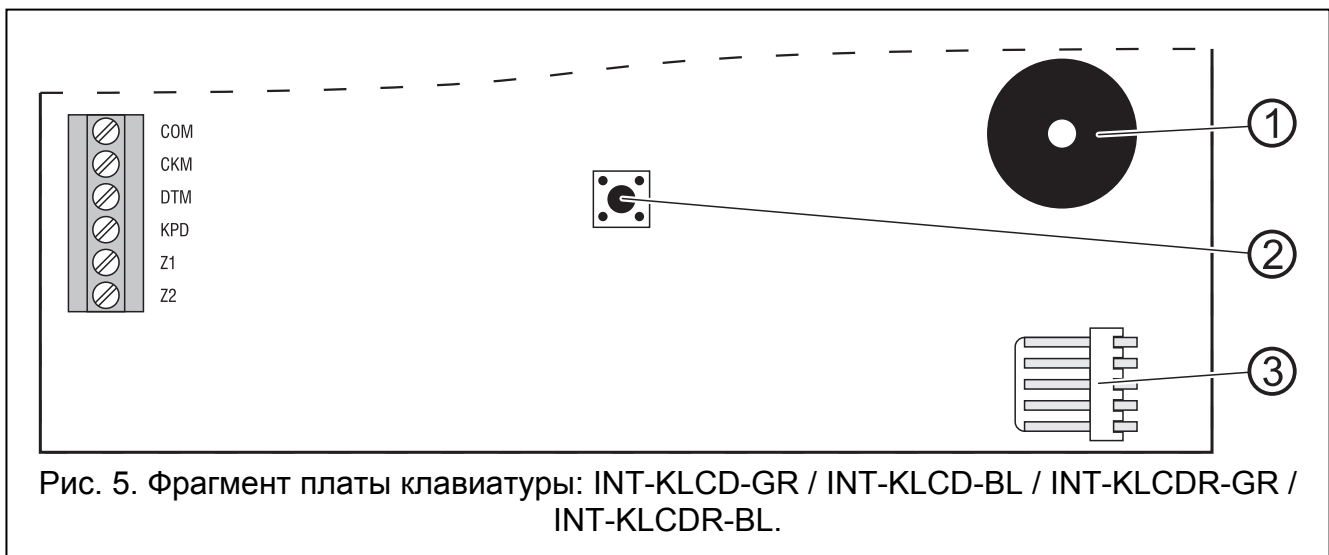 COM
CKM
DTM
KPD
Z1
Z2
1
2
3
Рис. 5. Фрагмент платы клавиатуры: INT-KLCD-GR / INT-KLCD-BL / INT-KLCDR-GR /
INT-KLCDR-BL.